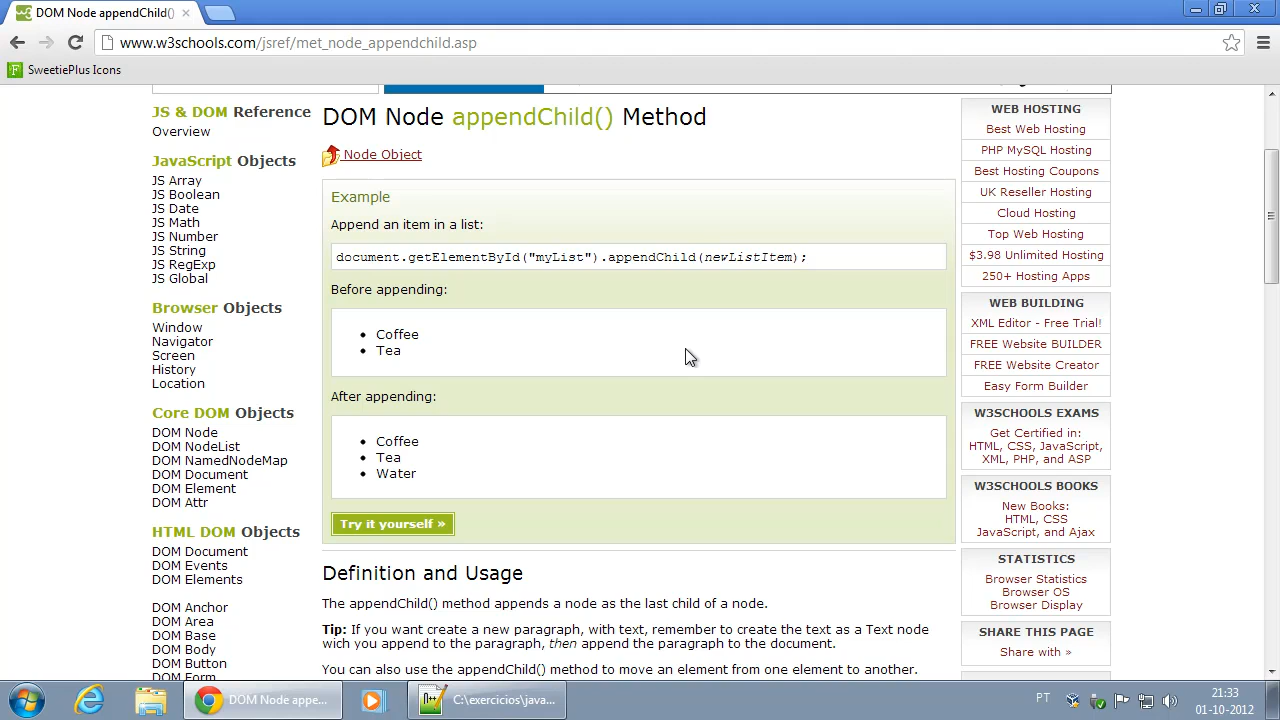 DOM Node appendChild()
www.w3schools.com/jsref/met_node_appendchild.asp
SweetiePlus Icons
JS & DOM Reference
Overview
JavaScript Objects
JS Array
JS Boolean
JS Date
JS Math
JS Number
JS String
JS RegExp
JS Global
Browser Objects
Window
Navigator
Screen
History
Location
Core DOM Objects
DOM Node
DOM NodeList
DOM NamedNodeMap
DOM Document
DOM Element
DOM Attr
HTML DOM Objects
DOM Document
DOM Events
DOM Elements
DOM Anchor
DOM Area
DOM Base
DOM Body
DOM Button
DOM Form
DOM Node appendChild() Method
Node Object
Example
Append an item in a list:
document.getElementById("myList").appendChild(newListItem);
Before appending:
• Coffee
• Tea
After appending:
• Coffee
• Tea
• Water
Try it yourself »
Definition and Usage
The appendChild() method appends a node as the last child of a node.
Tip: If you want create a new paragraph, with text, remember to create the text as a Text node
wich you append to the paragraph, then append the paragraph to the document.
You can also use the appendChild() method to move an element from one element to another.
WEB HOSTING
Best Web Hosting
PHP MySQL Hosting
Best Hosting Coupons
UK Reseller Hosting
Cloud Hosting
Top Web Hosting
$3.98 Unlimited Hosting
250+ Hosting Apps
WEB BUILDING
XML Editor - Free Trial!
FREE Website BUILDER
FREE Website Creator
Easy Form Builder
W3SCHOOLS EXAMS
Get Certified in:
HTML, CSS, JavaScript,
XML, PHP, and ASP
W3SCHOOLS BOOKS
New Books:
HTML, CSS
JavaScript, and Ajax
STATISTICS
Browser Statistics
Browser OS
Browser Display
SHARE THIS PAGE
Share with »
DOM Node appe...
C:\exercicios\java...
PT
21:33
01-10-2012